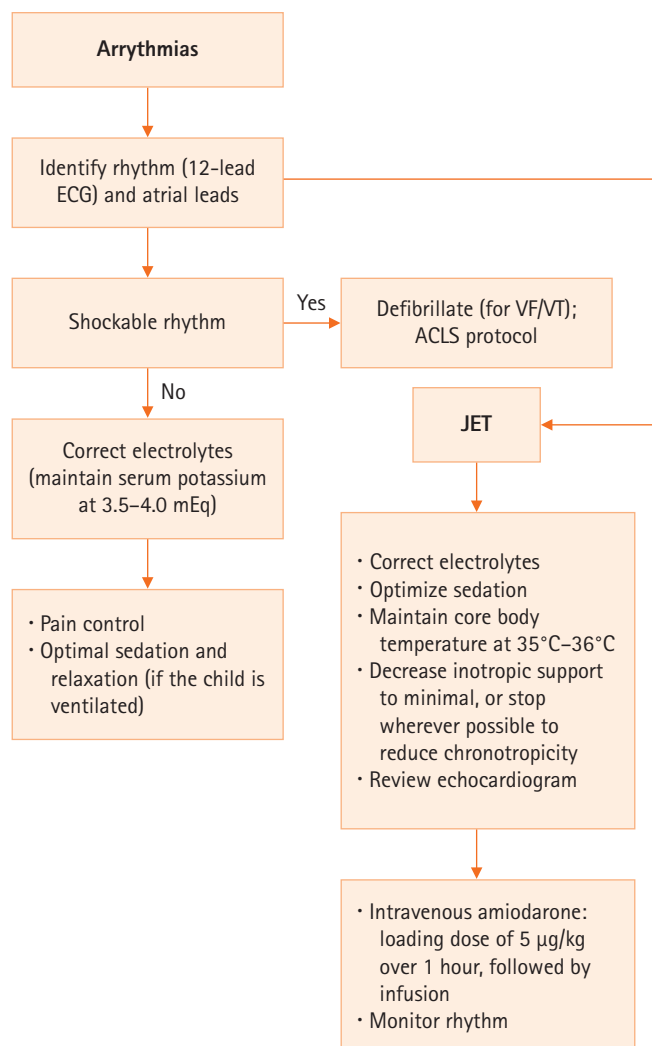 Arrythmias
Identify rhythm (12-lead
ECG) and atrial leads
Shockable rhythm
Yes
Defibrillate (for VF/VT);
ACLS protocol
No
JET
Correct electrolytes
(maintain serum potassium
at 3.5–4.0 mEq)
· Pain control
· Optimal sedation and
relaxation (if the child is
ventilated)
· Correct electrolytes
· Optimize sedation
· Maintain core body
temperature at 35°C–36°C
· Decrease inotropic support
to minimal, or stop
wherever possible to
reduce chronotropicity
· Review echocardiogram
· Intravenous amiodarone:
loading dose of 5 µg/kg
over 1 hour, followed by
infusion
· Monitor rhythm